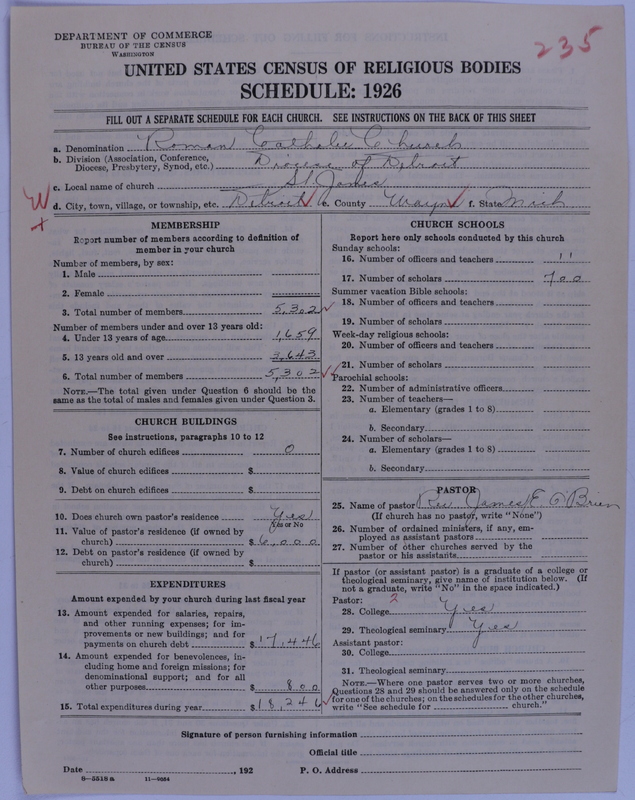 DEPARTMENT OF COMMERCE
BUREAU OF THE CENSUS
WASHINGTON
235
UNITED STATES CENSUS OF RELIGIOUS BODIES
SCHEDULE: 1926
FILL OUT A SEPARATE SCHEDULE FOR EACH CHURCH. SEE INSTRUCTIONS ON THE BACK OF THIS SHEET
a. Denomination Roman Catholic Church
b. Division (Association, Conference, Diocese, Presbytery, Synod, etc.) Diocese of Detroit
c. Local name of church St. James
W
d. City, town, village, or township, etc. Detroit e. County Wayne f. State Mich
MEMBERSHIP
Report number of members according to definition of
member in your church
Number of members, by sex:
1. Male
2. Female
3. Total number of members 5,302
Number of members under and over 13 years old:
4. Under 13 years of age 1,659
5. 13 years old and over 3,643
6. Total number of members 5,302
NOTE.—The total given under Question 6 should be the
same as the total of males and females given under Question 3.
CHURCH BUILDINGS
See instructions, paragraphs 10 to 12
7. Number of church edifices 0
8. Value of church edifices $
9. Debt on church edifices $
10. Does church own pastor's residence Yes
Yes or No
11. Value of pastor's residence (if owned by
church) $ 6,000
12. Debt on pastor's residence (if owned by
church) $
EXPENDITURES
Amount expended by your church during last fiscal year
13. Amount expended for salaries, repairs,
and other running expenses; for im-
provements or new buildings; and for
payments on church debt $ 17,446
14. Amount expended for benevolences, in-
cluding home and foreign missions; for
denominational support; and for all
other purposes $ 800
15. Total expenditures during year $ 18,246
CHURCH SCHOOLS
Report here only schools conducted by this church
Sunday schools:
16. Number of officers and teachers 11
17. Number of scholars 700
Summer vacation Bible schools:
18. Number of officers and teachers
19. Number of scholars
Week-day religious schools:
20. Number of officers and teachers
21. Number of scholars
Parochial schools:
22. Number of administrative officers
23. Number of teachers—
a. Elementary (grades 1 to 8)
b. Secondary
24. Number of scholars—
a. Elementary (grades 1 to 8)
b. Secondary
PASTOR
25. Name of pastor Rev James E. O'Brien
(If church has no pastor, write "None")
26. Number of ordained ministers, if any, em-
ployed as assistant pastors
27. Number of other churches served by the
pastor or his assistants
If pastor (or assistant pastor) is a graduate of a college or
theological seminary, give name of institution below. (If
not a graduate, write "No" in the space indicated.)
Pastor: 2
28. College Yes
29. Theological seminary Yes
Assistant pastor:
30. College
31. Theological seminary
NOTE.—Where one pastor serves two or more churches,
Questions 28 and 29 should be answered only on the schedule
for one of the churches; on the schedules for the other churches,
write "See schedule for church."
Signature of person furnishing information
Official title
Date , 192 P. O. Address
8—5518a 11—9084